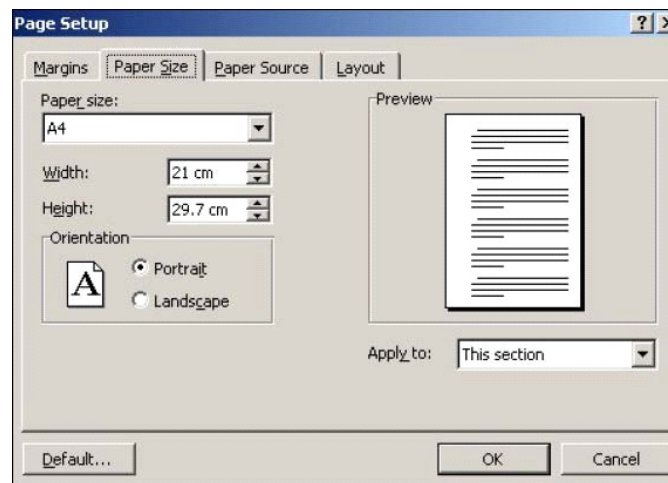 Page Setup
Margins Paper Size Paper Source Layout
Paper size:
A4
Width: 21 cm
Height: 29.7 cm
Orientation
A Portrait
Landscape
Preview
Apply to: This section
Default... OK Cancel